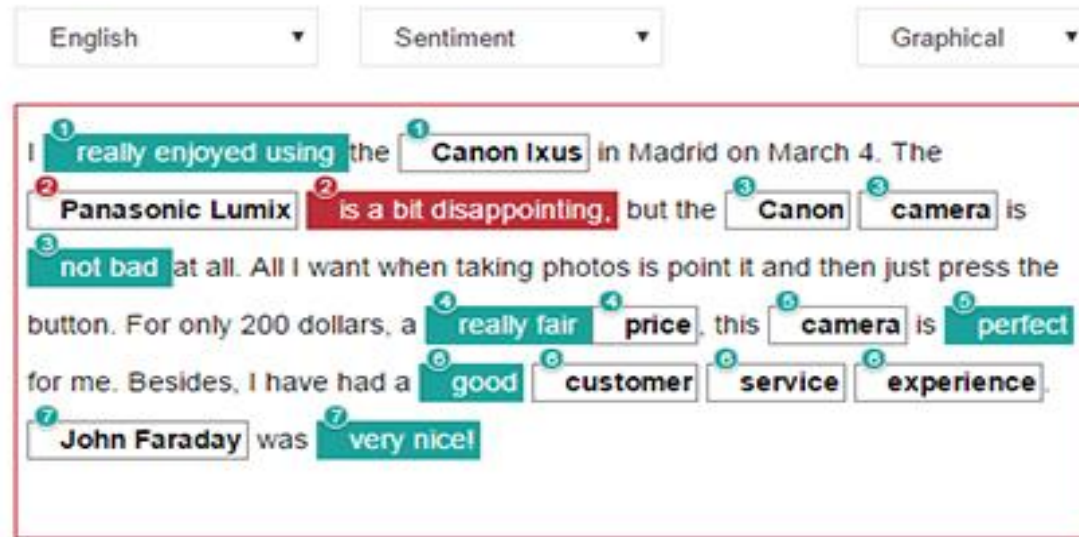 English Sentiment Graphical
I 1 really enjoyed using the 1 Canon Ixus in Madrid on March 4. The
2 Panasonic Lumix 2 is a bit disappointing, but the 3 Canon 3 camera is
3 not bad at all. All I want when taking photos is point it and then just press the
button. For only 200 dollars, a 4 really fair 4 price, this 5 camera is 5 perfect
for me. Besides, I have had a 6 good 6 customer 6 service 6 experience.
7 John Faraday was 7 very nice!